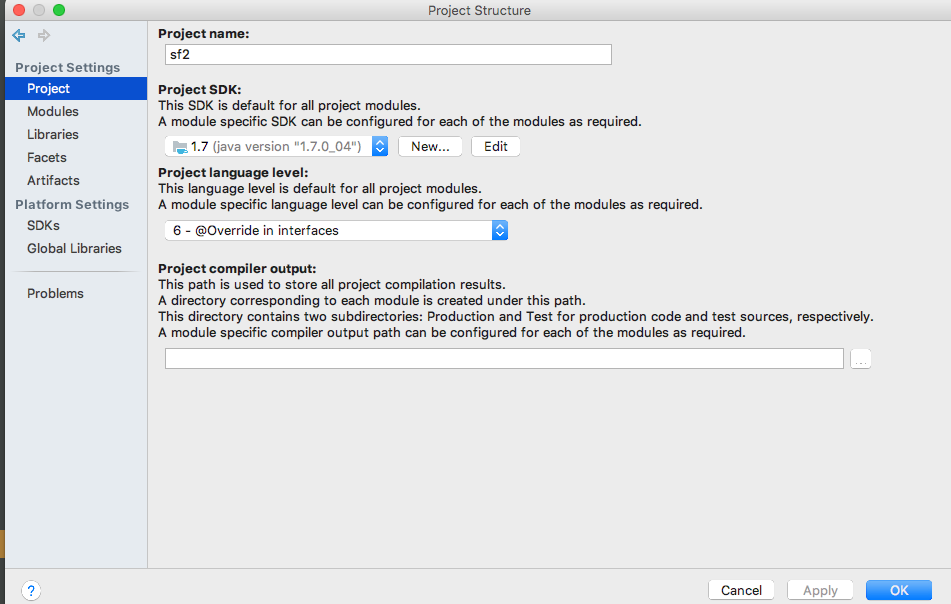 Project Structure
Project Settings
Project
Modules
Libraries
Facets
Artifacts
Platform Settings
SDKs
Global Libraries
Problems
Project name:
sf2
Project SDK:
This SDK is default for all project modules.
A module specific SDK can be configured for each of the modules as required.
1.7 (java version "1.7.0_04") New... Edit
Project language level:
This language level is default for all project modules.
A module specific language level can be configured for each of the modules as required.
6 - @Override in interfaces
Project compiler output:
This path is used to store all project compilation results.
A directory corresponding to each module is created under this path.
This directory contains two subdirectories: Production and Test for production code and test sources, respectively.
A module specific compiler output path can be configured for each of the modules as required.
...
? Cancel Apply OK